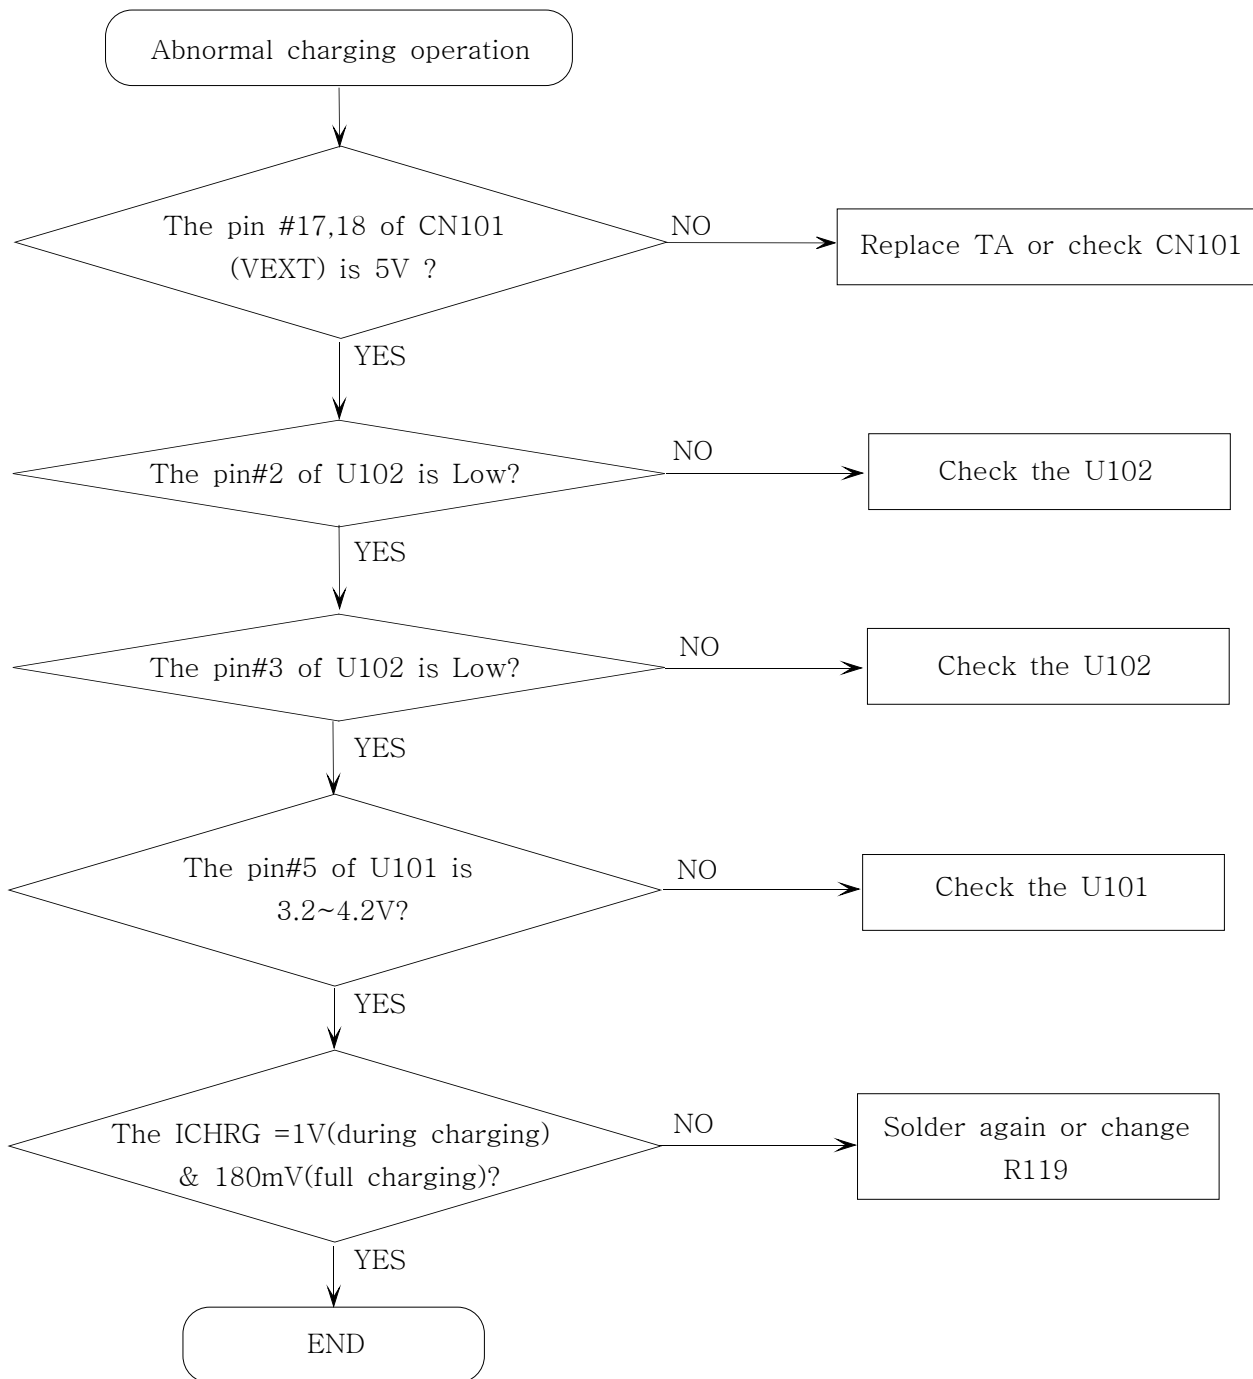 Abnormal charging operation
The pin #17,18 of CN101
(VEXT) is 5V ?
NO
Replace TA or check CN101
YES
The pin#2 of U102 is Low?
NO
Check the U102
YES
The pin#3 of U102 is Low?
NO
Check the U102
YES
The pin#5 of U101 is
3.2~4.2V?
NO
Check the U101
YES
The ICHRG =1V(during charging)
& 180mV(full charging)?
NO
Solder again or change
R119
YES
END